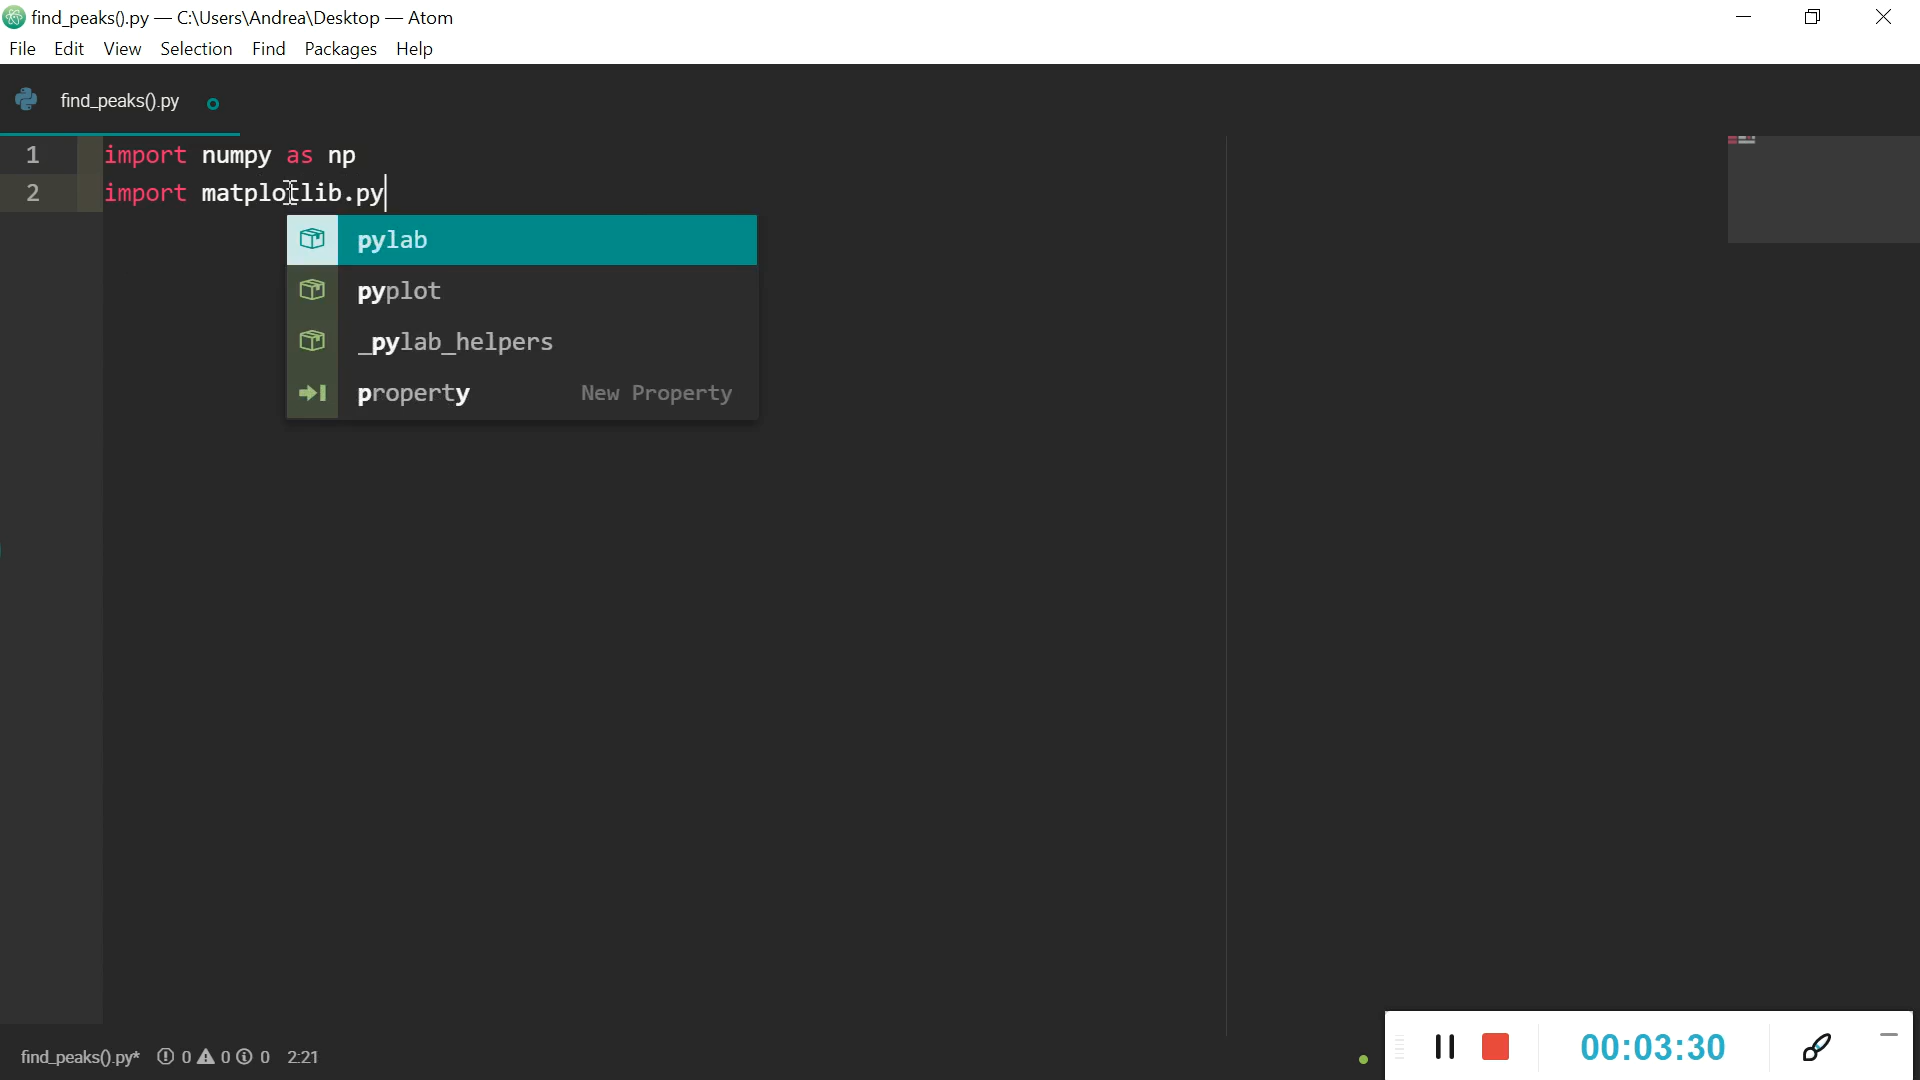 find_peaks().py — C:\Users\Andrea\Desktop — Atom
File Edit View Selection Find Packages Help
find_peaks().py
1 import numpy as np
2 import matplotlib.py
pylab
pyplot
_pylab_helpers
property New Property
find_peaks().py* 0 0 0 2:21
00:03:30